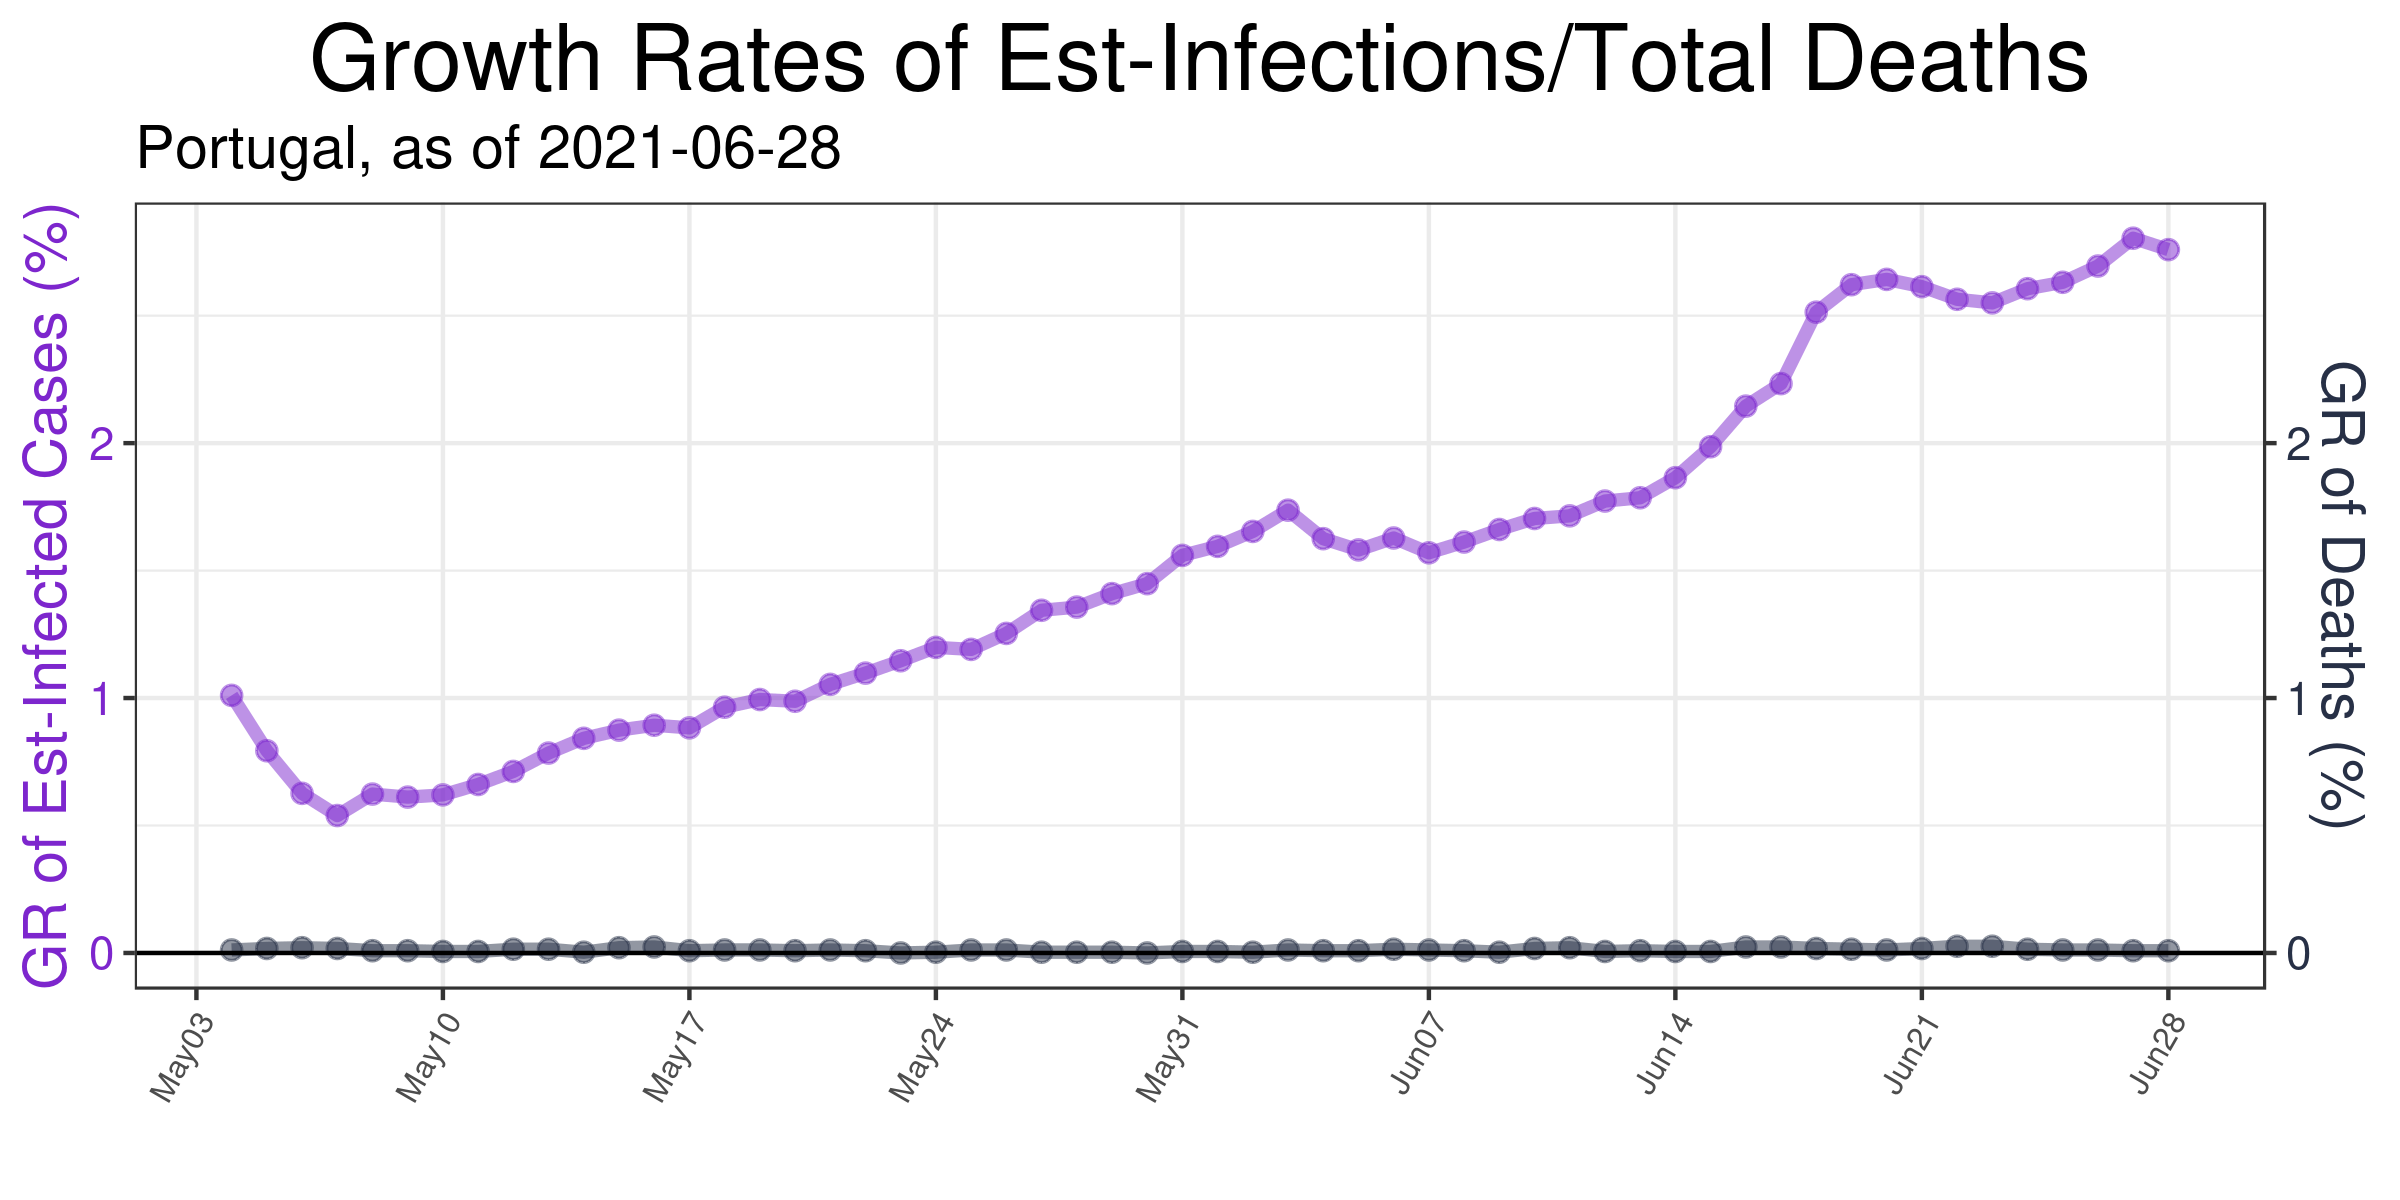 Growth Rates of Est-Infections/Total Deaths
Portugal, as of 2021-06-28
GR of Est-Infected Cases (%)
2
1
0
GR of Deaths (%)
2
1
0
May03
May10
May17
May24
May31
Jun07
Jun14
Jun21
Jun28